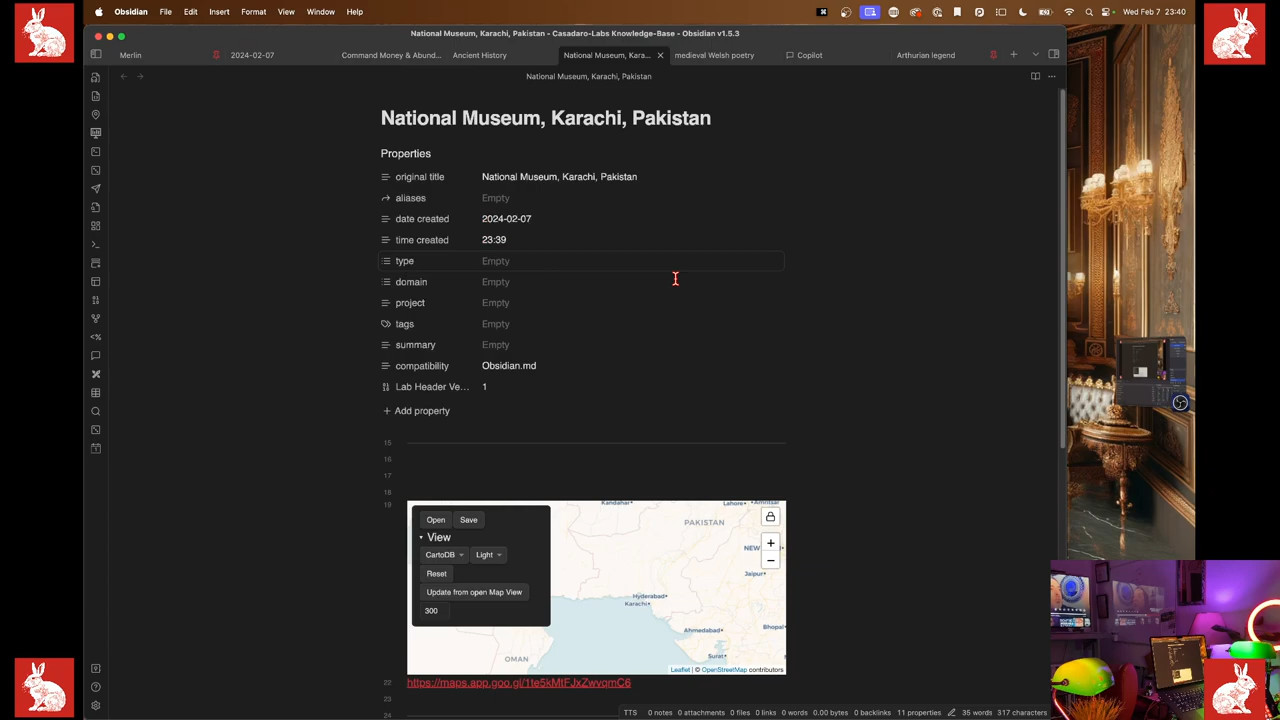 Obsidian File Edit Insert Format View Window Help
Wed Feb 7 23:40
National Museum, Karachi, Pakistan - Casadaro-Labs Knowledge-Base - Obsidian v1.5.3
Merlin
2024-02-07
Command Money & Abund...
Ancient History
National Museum, Kara...
medieval Welsh poetry
Copilot
Arthurian legend
National Museum, Karachi, Pakistan
National Museum, Karachi, Pakistan
Properties
original title National Museum, Karachi, Pakistan
aliases Empty
date created 2024-02-07
time created 23:39
type Empty
domain Empty
project Empty
tags Empty
summary Empty
compatibility Obsidian.md
Lab Header Ve... 1
+ Add property
15
16
17
18
19
Open Save
View
CartoDB Light
Reset
Update from open Map View
300
Kandahar
Lahore
Amritsar
PAKISTAN
NEW
Jaipur
Hyderabad
Karachi
Ahmedabad
Bhopal
Surat
OMAN
+
−
Leaflet | © OpenStreetMap contributors
22 https://maps.app.goo.gl/1te5kMtFJxZwvqmC6
23
24
TTS 0 notes 0 attachments 0 files 0 links 0 words 0.00 bytes 0 backlinks 11 properties 35 words 317 characters